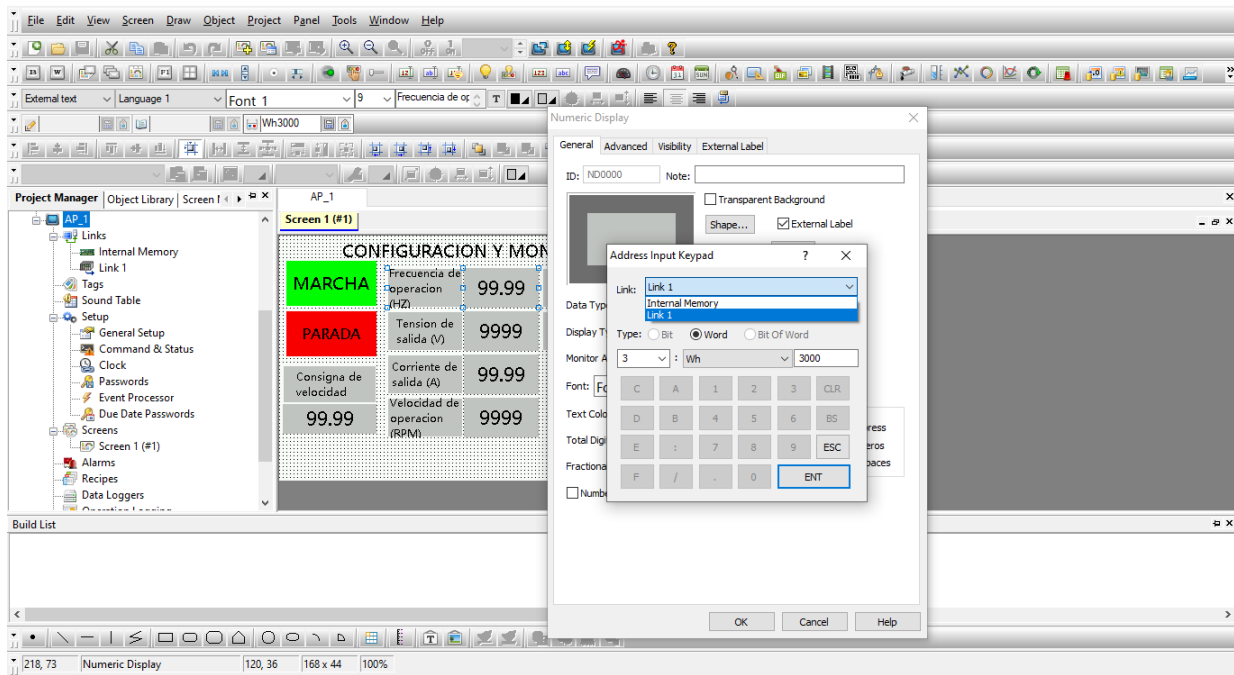 File Edit View Screen Draw Object Project Panel Tools Window Help
External text Language 1 Font 1 9 Frecuencia de op
Wh3000
Project Manager Object Library Screen
AP_1
Links
Internal Memory
Link 1
Tags
Sound Table
Setup
General Setup
Command & Status
Clock
Passwords
Event Processor
Due Date Passwords
Screens
Screen 1 (#1)
Alarms
Recipes
Data Loggers
Operation Logging
AP_1
Screen 1 (#1)
CONFIGURACION Y MON
MARCHA
PARADA
Consigna de
velocidad
99.99
Frecuencia de
operacion
(HZ)
99.99
Tension de
salida (V)
9999
Corriente de
salida (A)
99.99
Velocidad de
operacion
(RPM)
9999
Numeric Display
General Advanced Visibility External Label
ID: ND0000 Note:
Transparent Background
Shape... External Label
Data Typ
Display T
Monitor A
Font: Fo
Text Colo
Total Digi
Fractiona
Numbe
ress
eros
paces
Address Input Keypad ? X
Link: Link 1
Internal Memory
Link 1
Type: Bit Word Bit Of Word
3 : Wh 3000
C A 1 2 3 CLR
D B 4 5 6 BS
E : 7 8 9 ESC
F / . 0 ENT
OK Cancel Help
Build List
218, 73 Numeric Display 120, 36 168 x 44 100%